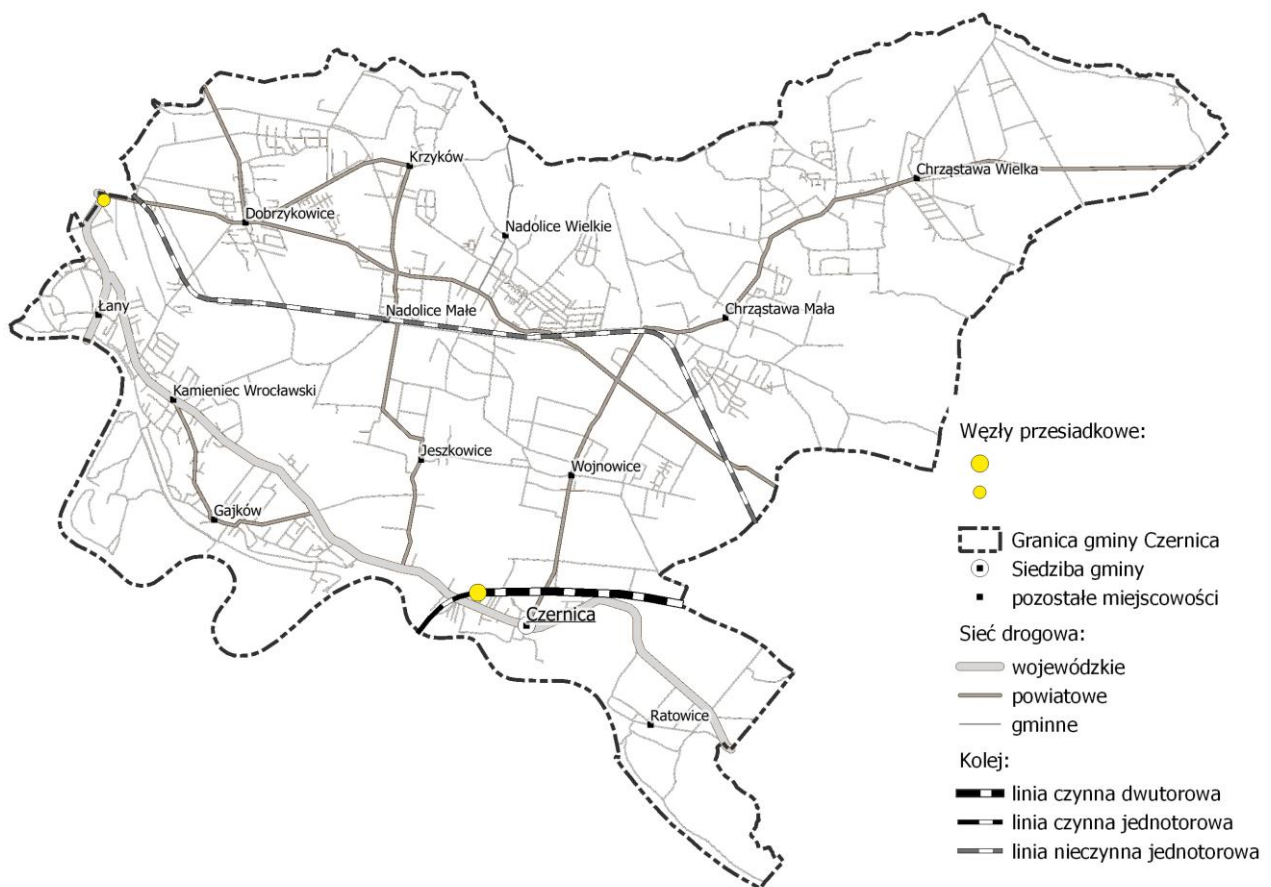 Krzyków
Chrząstawa Wielka
Dobrzykowice
Nadolice Wielkie
Łany
Nadolice Małe
Chrząstawa Mała
Kamieniec Wrocławski
Jeszkowice
Wojnowice
Gajków
Czernica
Ratowice
Węzły przesiadkowe:
Granica gminy Czernica
Siedziba gminy
pozostałe miejscowości
Sieć drogowa:
wojewódzkie
powiatowe
gminne
Kolej:
linia czynna dwutorowa
linia czynna jednotorowa
linia nieczynna jednotorowa